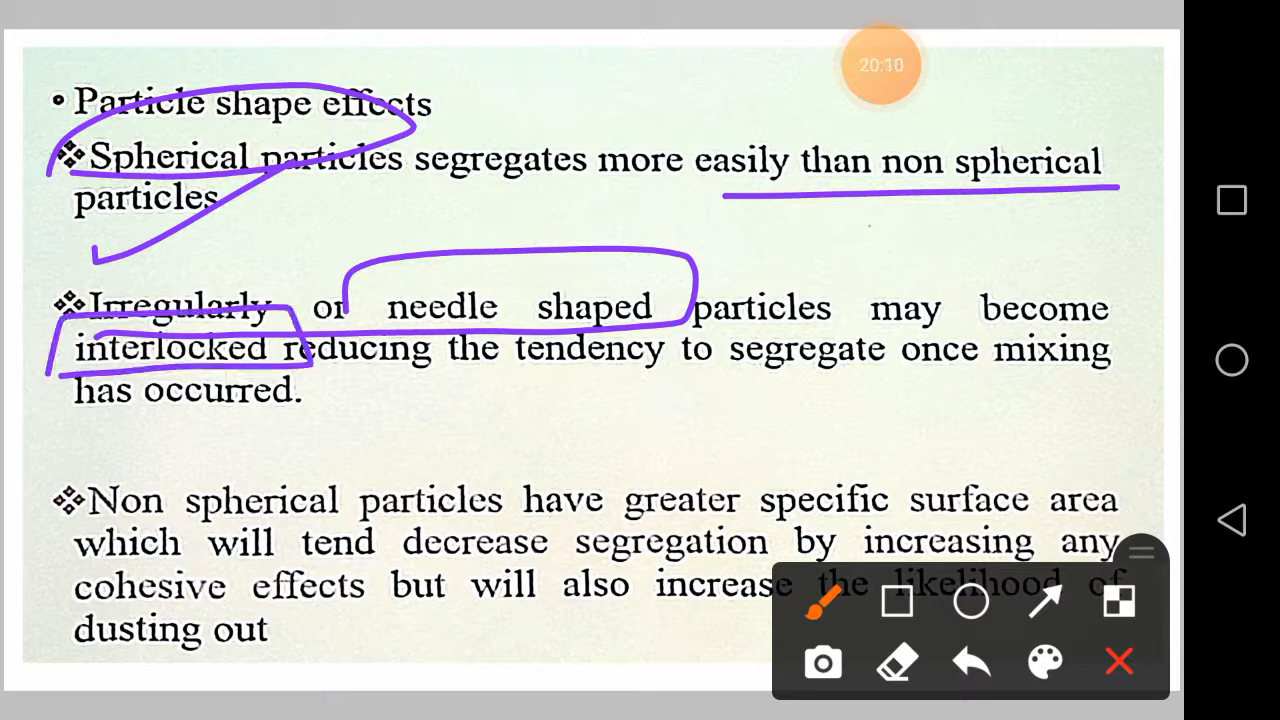 20:10
• Particle shape effects
❖Spherical particles segregates more easily than non spherical
particles
❖Irregularly or needle shaped particles may become
interlocked reducing the tendency to segregate once mixing
has occurred.
❖Non spherical particles have greater specific surface area
which will tend decrease segregation by increasing any
cohesive effects but will also increase the likelihood of
dusting out